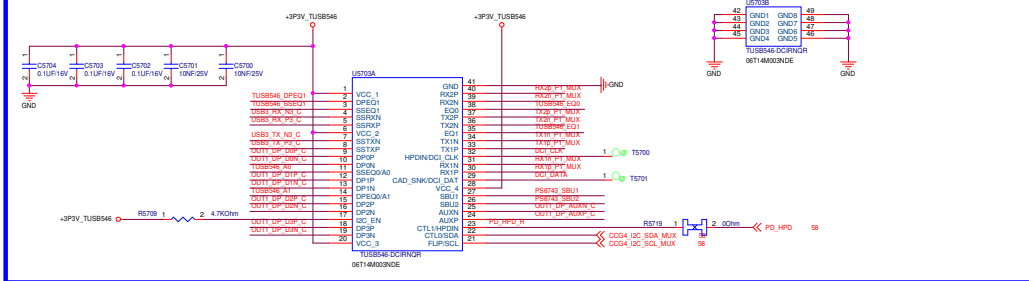 +3P3V_TUSB546
+3P3V_TUSB546
U5703B
42 GND1 GND8 49
43 GND2 GND7 48
44 GND3 GND6 47
45 GND4 GND5 46
TUSB546-DCIRNQR
06T14M003NDE
GND
GND
1 1 1 1 1
C5704 C5703 C5702 C5701 C5700
0.1UF/16V 0.1UF/16V 0.1UF/16V 10NF/25V 10NF/25V
2 2 2 2 2
GND
U5703A
GND 41 GND
1 VCC_1 RX2P 40 RX2p_P1_MUX
TUSB546_DPEQ1 2 DPEQ1 RX2N 39 RX2n_P1_MUX
TUSB546_SSEQ1 3 SSEQ1 EQ0 38 TUSB546_EQ0
USB3_RX_N3_C 4 SSRXN TX2P 37 TX2p_P1_MUX
USB3_RX_P3_C 5 SSRXP TX2N 36 TX2n_P1_MUX
6 VCC_2 EQ1 35 TUSB546_EQ1
USB3_TX_N3_C 7 SSTXN TX1N 34 TX1n_P1_MUX
USB3_TX_P3_C 8 SSTXP TX1P 33 TX1p_P1_MUX
OUT1_DP_D0P_C 9 DP0P HPDIN/DCI_CLK 32 DCI_CLK 1 T5700
OUT1_DP_D0N_C 10 DP0N RX1N 31 RX1n_P1_MUX
TUSB546_A0 11 SSEQ0/A0 RX1P 30 RX1p_P1_MUX
OUT1_DP_D1P_C 12 DP1P CAD_SNK/DCI_DAT 29 DCI_DATA 1 T5701
OUT1_DP_D1N_C 13 DP1N VCC_4 28
TUSB546_A1 14 DPEQ0/A1 SBU1 27 PS8743_SBU1
OUT1_DP_D2P_C 15 DP2P SBU2 26 PS8743_SBU2
OUT1_DP_D2N_C 16 DP2N AUXN 25 OUT1_DP_AUXN_C
+3P3V_TUSB546 R5709 1 2 4.7KOhm 17 I2C_EN AUXP 24 OUT1_DP_AUXP_C
OUT1_DP_D3P_C 18 DP3P CTL1/HPDIN 23 PD_HPD_R R5719 1 2 0Ohm PD_HPD 58
OUT1_DP_D3N_C 19 DP3N CTL0/SDA 22 CCG4_I2C_SDA_MUX 58
20 VCC_3 FLIP/SCL 21 CCG4_I2C_SCL_MUX 58
TUSB546-DCIRNQR
06T14M003NDE